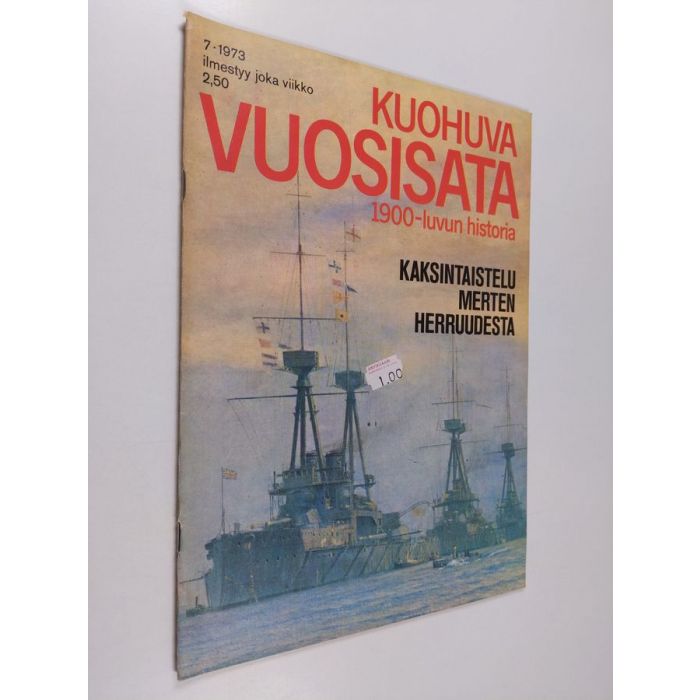 7·1973
ilmestyy joka viikko
2,50
KUOHUVA
VUOSISATA
1900-luvun historia
KAKSINTAISTELU
MERTEN
HERRUUDESTA
1.00